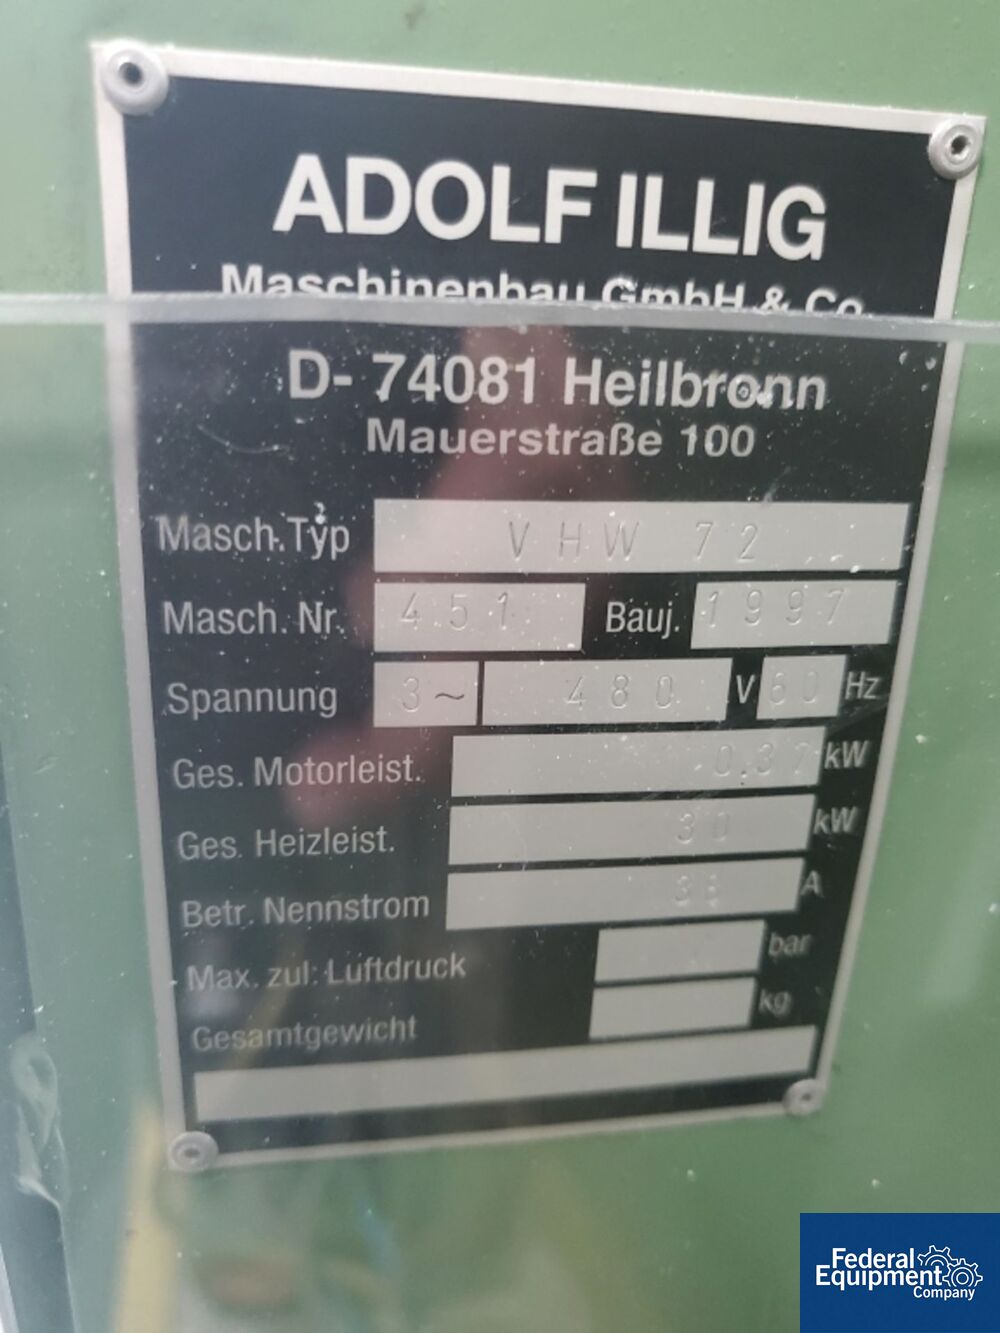 ADOLF ILLIG
Maschinenbau GmbH & Co.
D- 74081 Heilbronn
Mauerstraße 100
Masch.Typ VHW 72
Masch. Nr. 451 Bauj. 1997
Spannung 3~ 480 V 60 Hz
Ges. Motorleist. 0,37 kW
Ges. Heizleist. 30 kW
Betr. Nennstrom A
Max. zul. Luftdruck bar
Gesamtgewicht kg
Federal
Equipment
Company